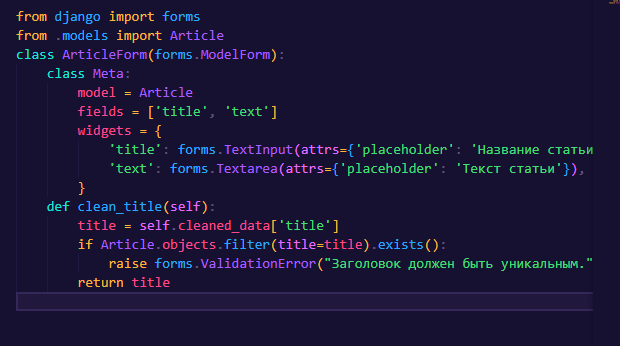 from django import forms
from .models import Article
class ArticleForm(forms.ModelForm):
    class Meta:
        model = Article
        fields = ['title', 'text']
        widgets = {
            'title': forms.TextInput(attrs={'placeholder': 'Название статьи
            'text': forms.Textarea(attrs={'placeholder': 'Текст статьи'}),
        }
    def clean_title(self):
        title = self.cleaned_data['title']
        if Article.objects.filter(title=title).exists():
            raise forms.ValidationError("Заголовок должен быть уникальным."
        return title